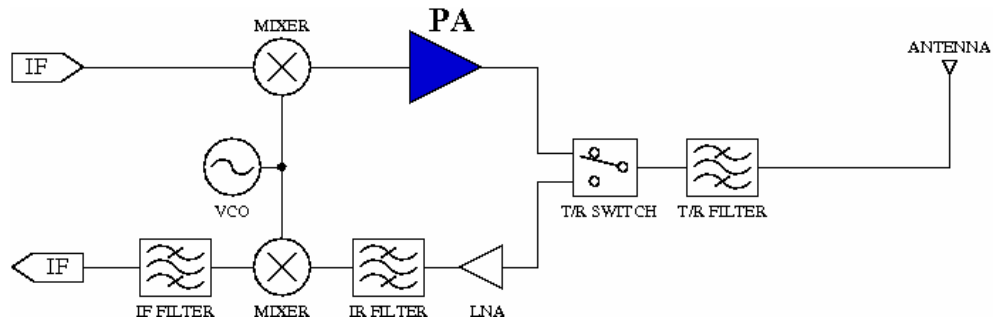 PA
MIXER
ANTENNA
IF
VCO
T/R SWITCH
T/R FILTER
IF
IF FILTER
MIXER
IR FILTER
LNA